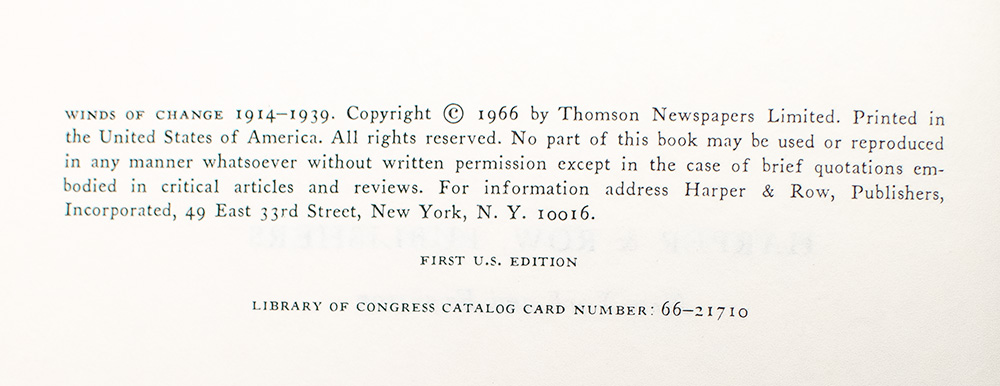 WINDS OF CHANGE 1914–1939. Copyright © 1966 by Thomson Newspapers Limited. Printed in
the United States of America. All rights reserved. No part of this book may be used or reproduced
in any manner whatsoever without written permission except in the case of brief quotations em-
bodied in critical articles and reviews. For information address Harper & Row, Publishers,
Incorporated, 49 East 33rd Street, New York, N. Y. 10016.
FIRST U.S. EDITION
LIBRARY OF CONGRESS CATALOG CARD NUMBER: 66–21710